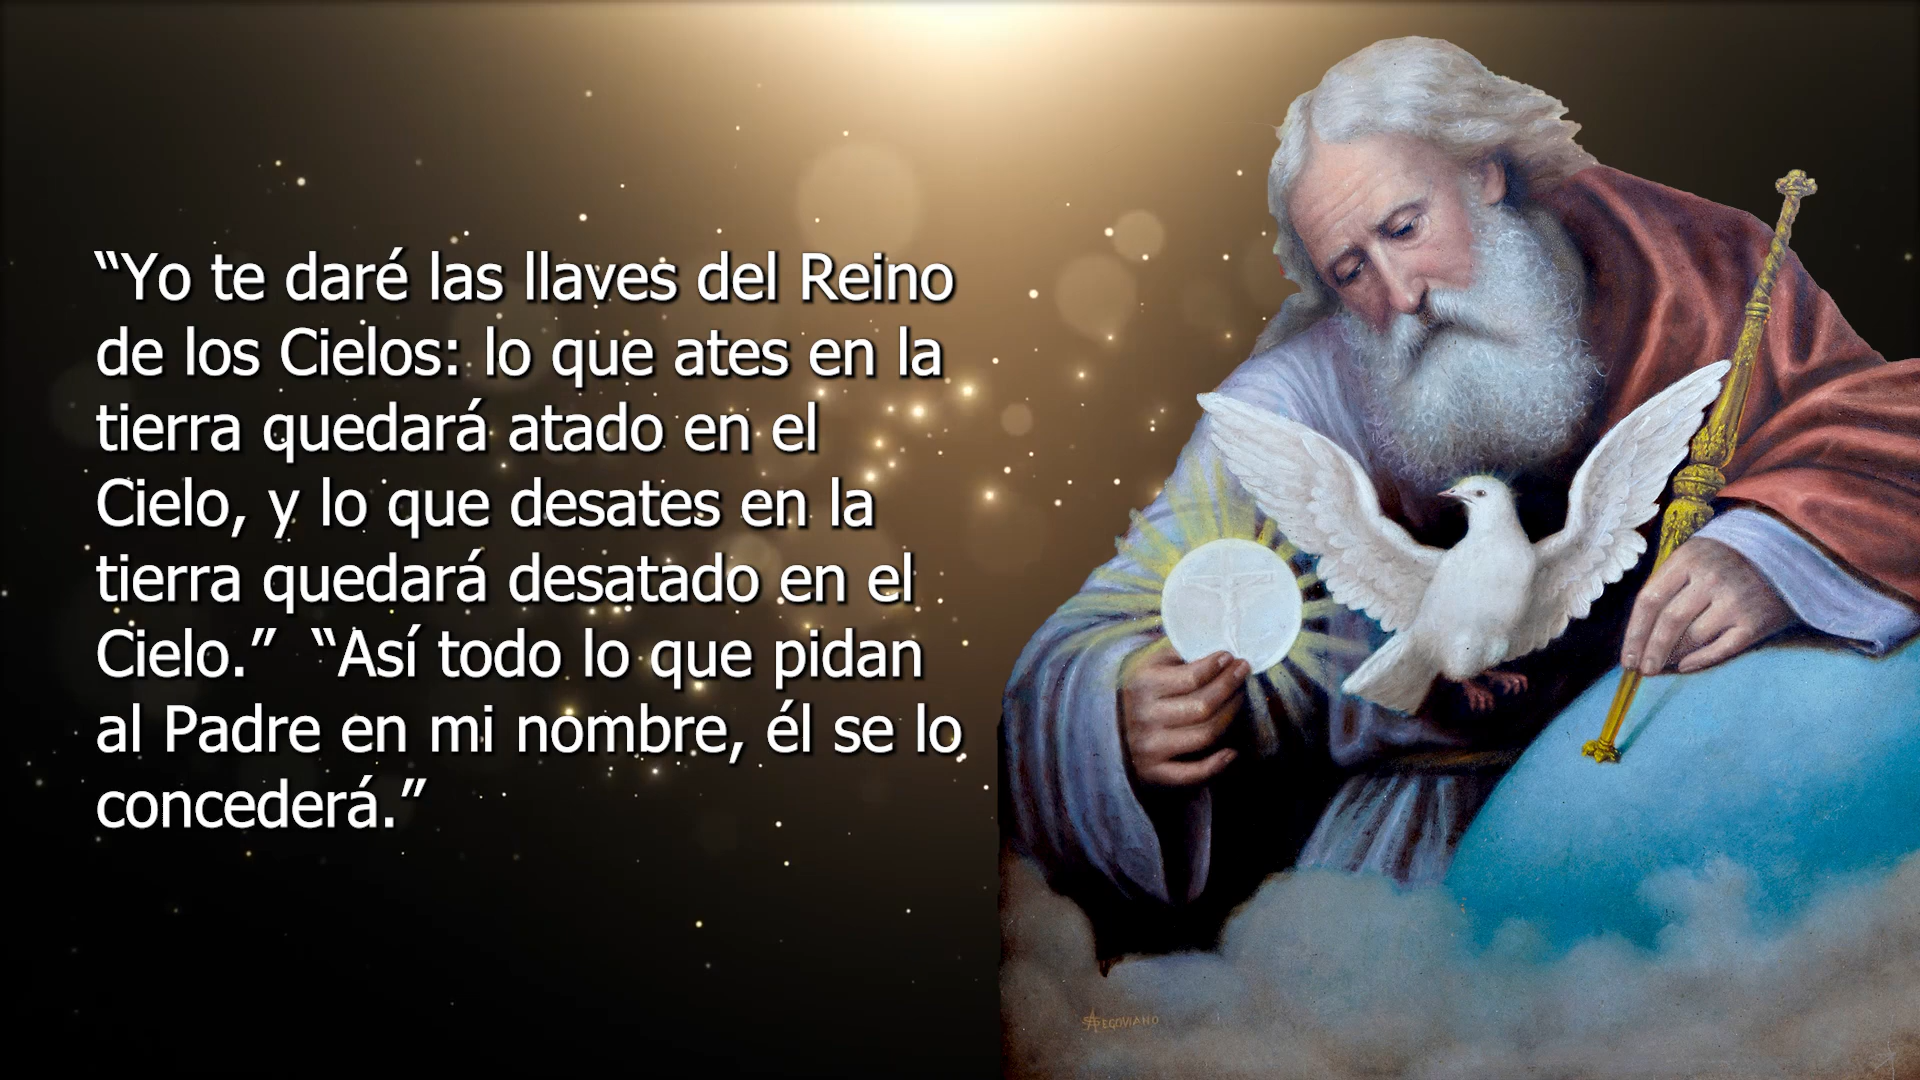 “Yo te daré las llaves del Reino
de los Cielos: lo que ates en la
tierra quedará atado en el
Cielo, y lo que desates en la
tierra quedará desatado en el
Cielo.”  “Así todo lo que pidan
al Padre en mi nombre, él se lo
concederá.”
SEGOVIANO